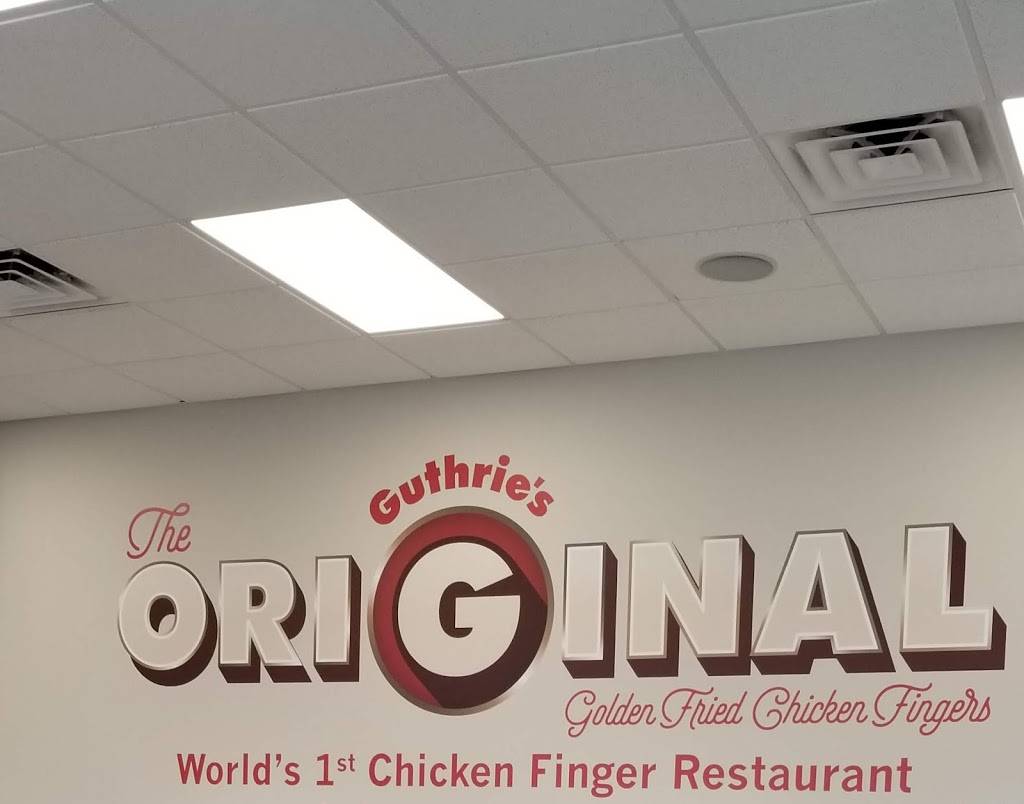 Guthrie's
The
ORIGINAL
Golden Fried Chicken Fingers
World's 1st Chicken Finger Restaurant